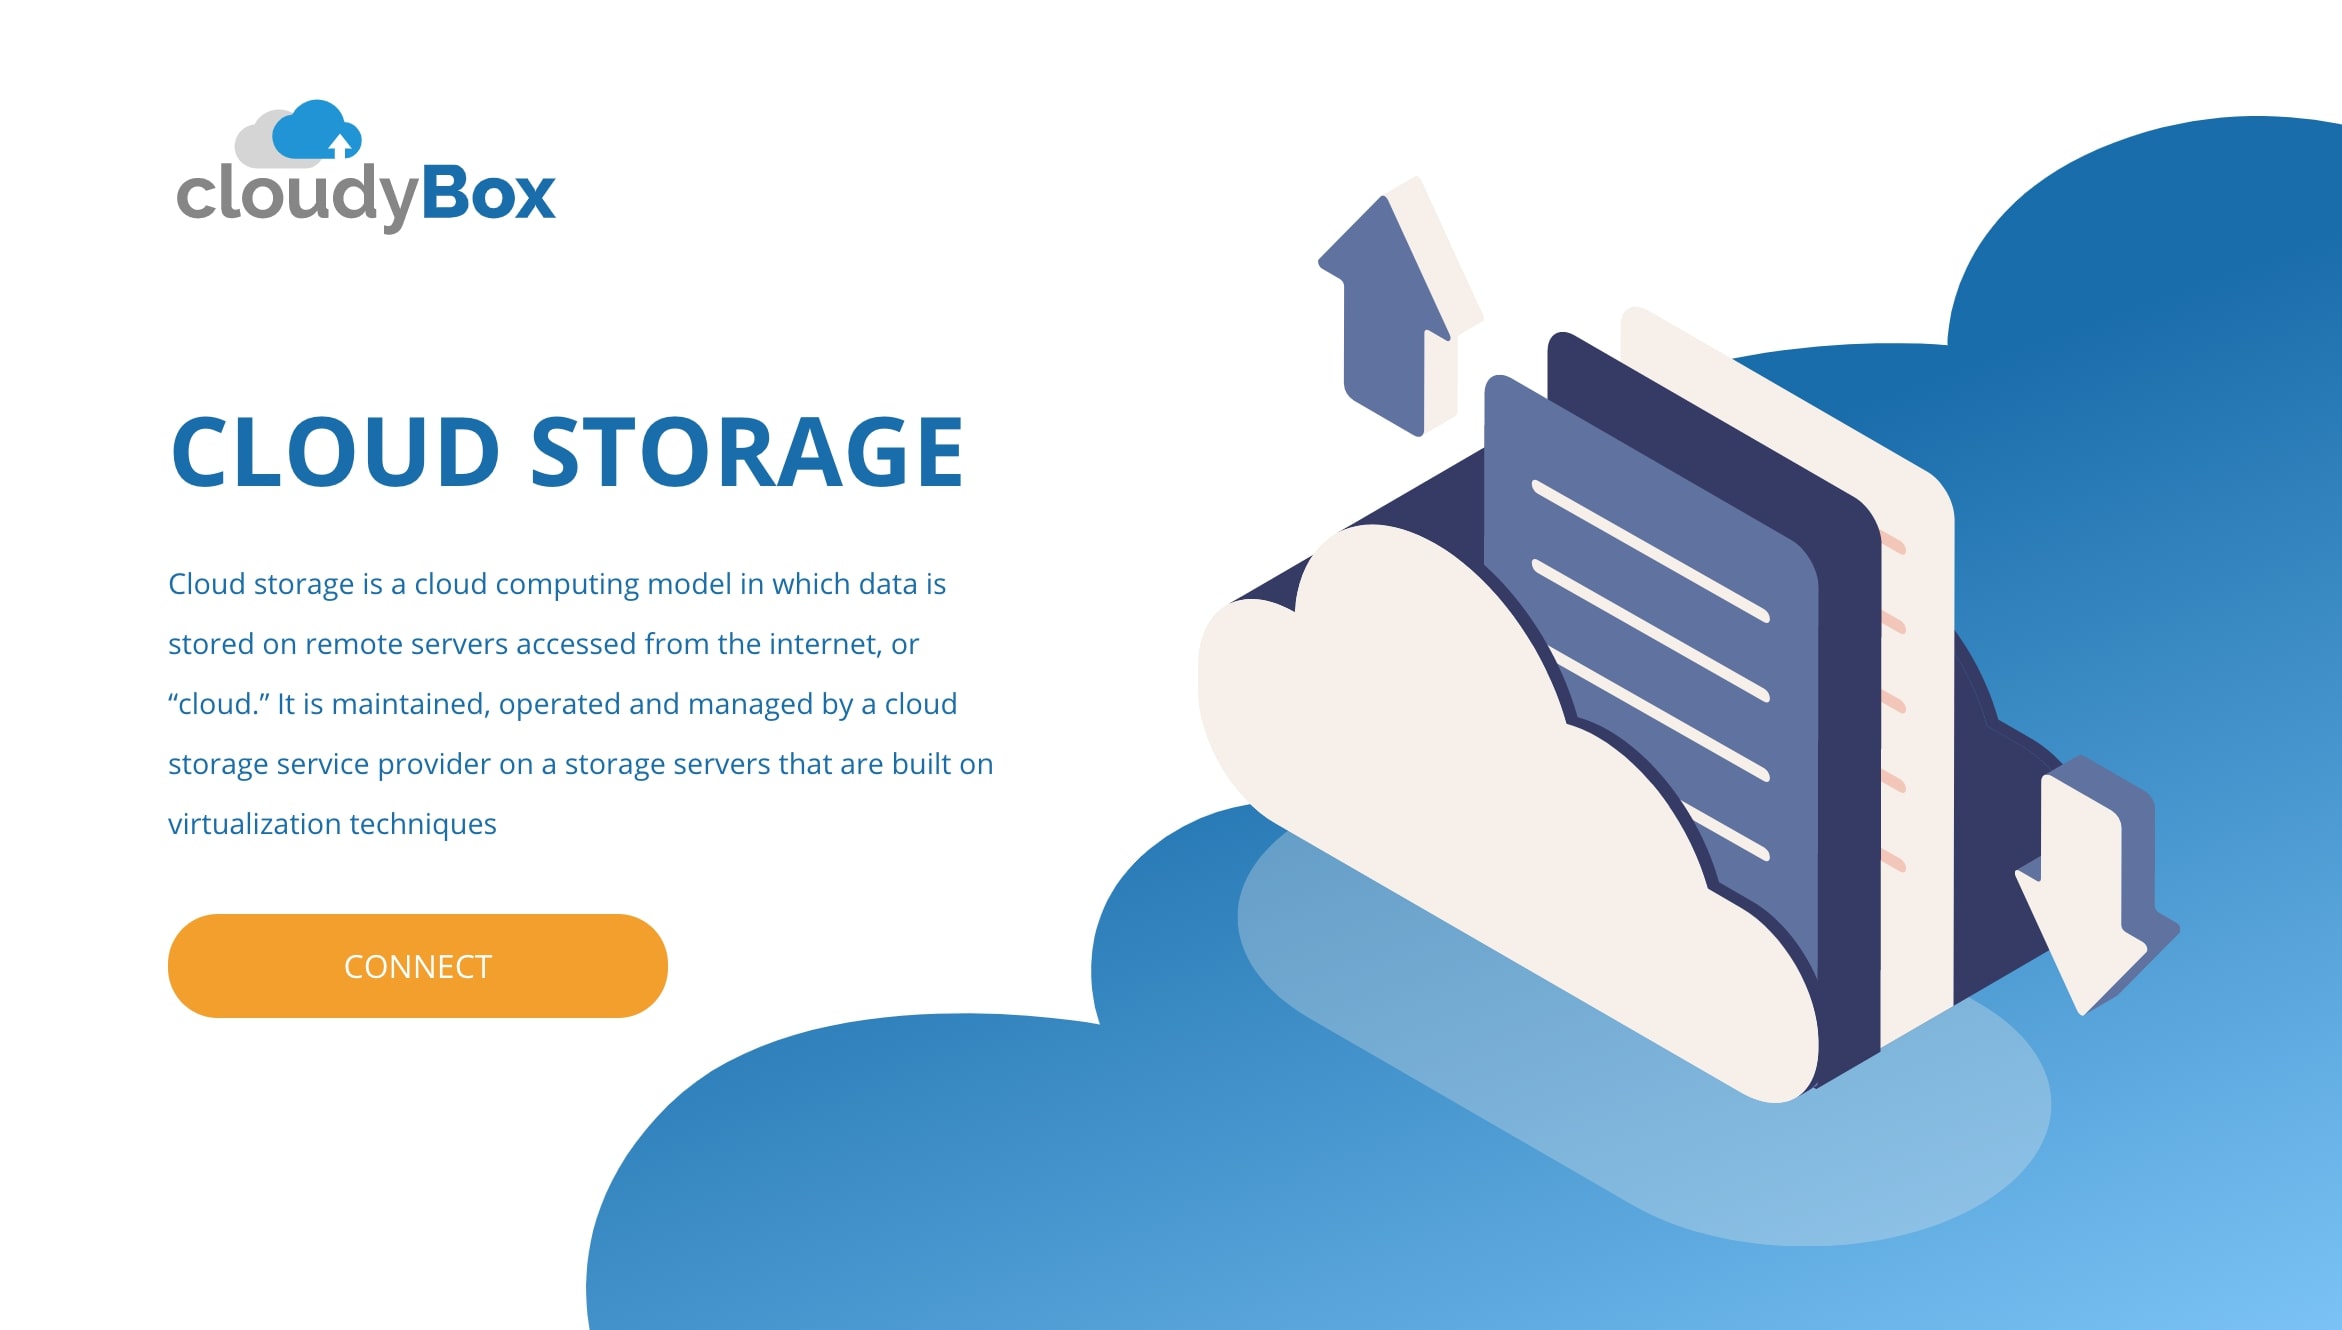 cloudyBox
CLOUD STORAGE
Cloud storage is a cloud computing model in which data is
stored on remote servers accessed from the internet, or
“cloud.” It is maintained, operated and managed by a cloud
storage service provider on a storage servers that are built on
virtualization techniques
CONNECT